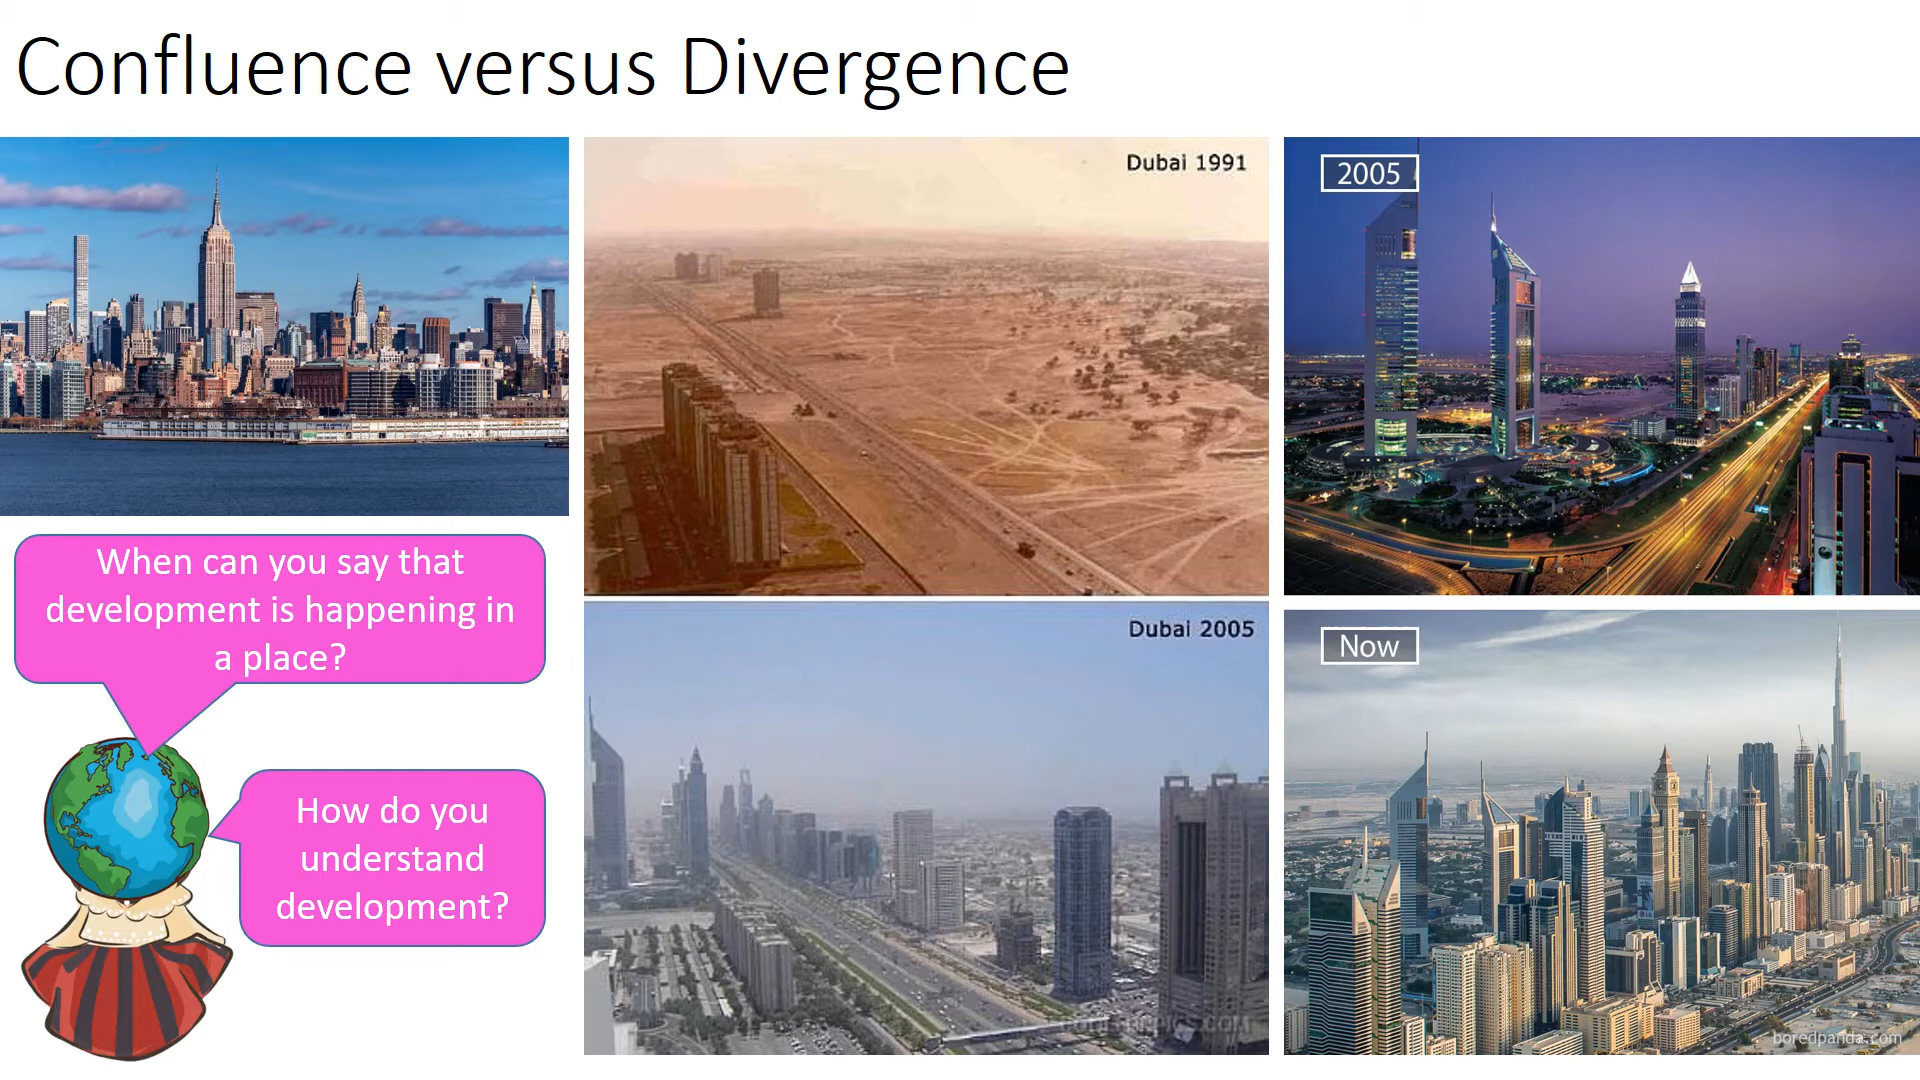 Confluence versus Divergence
Dubai 1991
2005
When can you say that
development is happening in
a place?
Dubai 2005
Now
How do you
understand
development?
boredpanda.com